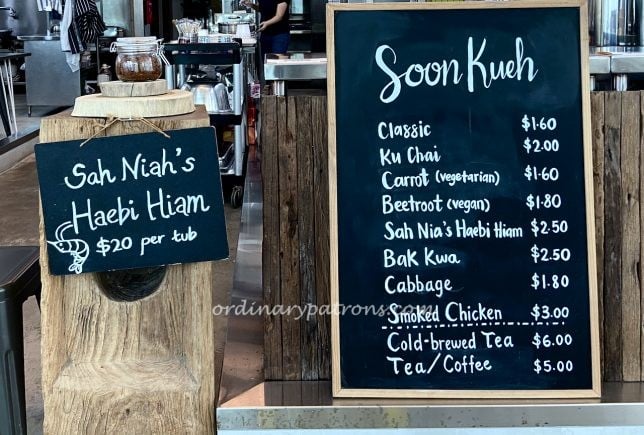 Sah Niah's
Haebi Hiam
$20 per tub
Soon Kueh
Classic $1.60
Ku Chai $2.00
Carrot (vegetarian) $1.60
Beetroot (vegan) $1.80
Sah Nia's Haebi Hiam $2.50
Bak Kwa $2.50
Cabbage $1.80
ordinarypatrons.com
Smoked Chicken $3.00
Cold-brewed Tea $6.00
Tea/Coffee $5.00